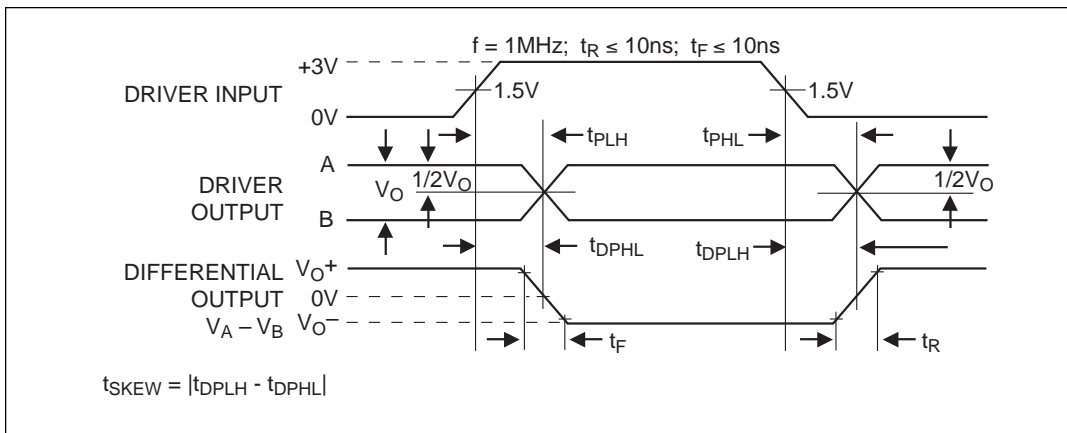 f = 1MHz; tR ≤ 10ns; tF ≤ 10ns
+3V
DRIVER INPUT
1.5V
1.5V
0V
tPLH
tPHL
A
DRIVER
OUTPUT
VO
1/2VO
1/2VO
B
tDPHL
tDPLH
DIFFERENTIAL
OUTPUT
VA – VB
VO+
0V
VO–
tF
tR
tSKEW = |tDPLH - tDPHL|